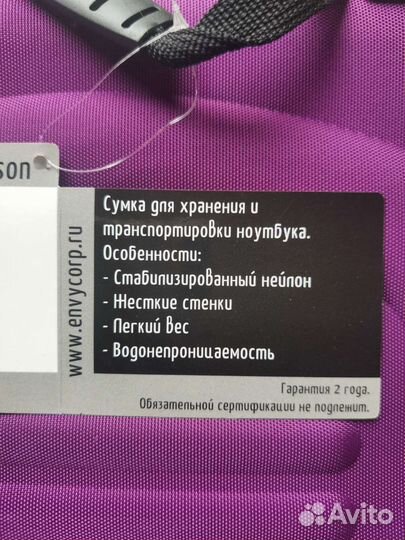 son
www.envycorp.ru
Сумка для хранения и
транспортировки ноутбука.
Особенности:
- Стабилизированный нейлон
- Жесткие стенки
- Легкий вес
- Водонепроницаемость
Гарантия 2 года.
Обязательной сертификации не подлежит.
Avito